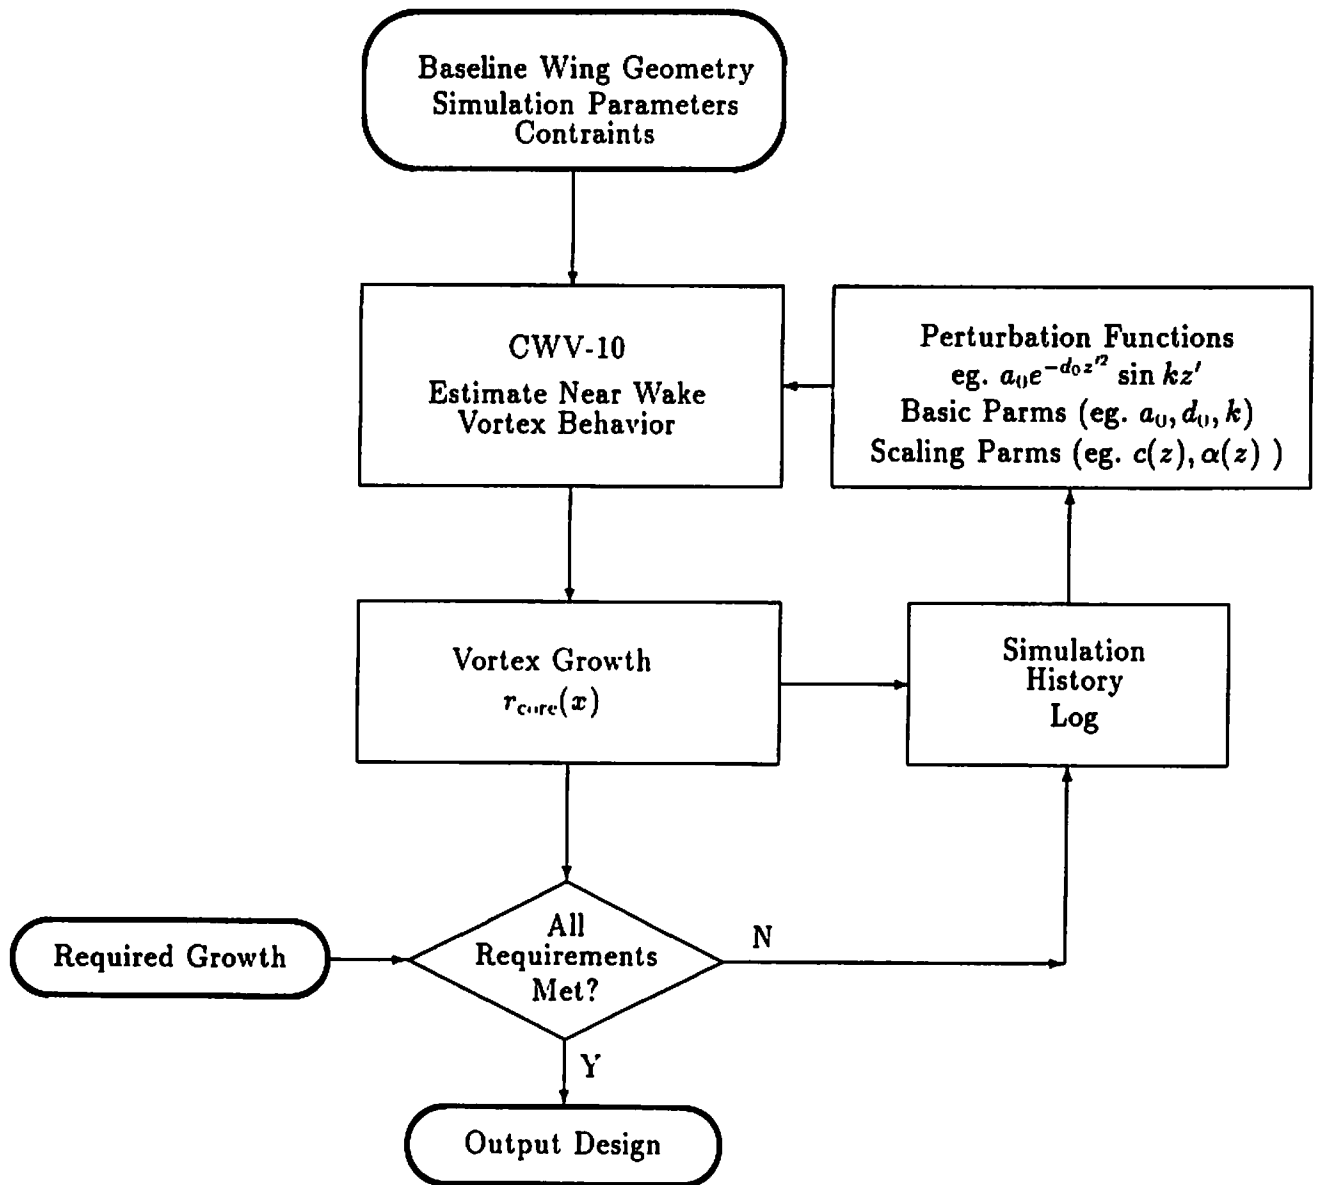 Baseline Wing Geometry
Simulation Parameters
Contraints
CWV-10
Estimate Near Wake
Vortex Behavior
Perturbation Functions
eg. a₀e^{-d₀z'²} sin kz'
Basic Parms (eg. a₀, d₀, k)
Scaling Parms (eg. c(z), α(z) )
Vortex Growth
r_core(x)
Simulation
History
Log
Required Growth
All
Requirements
Met?
N
Y
Output Design